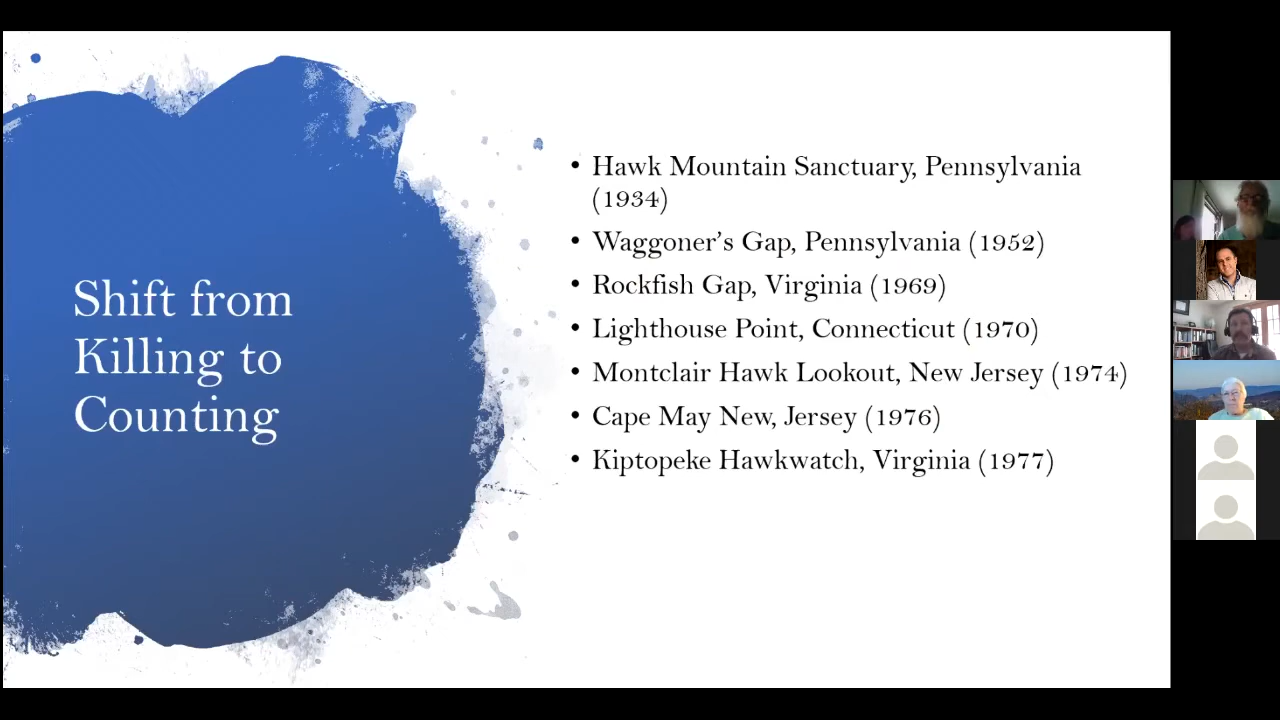 Shift from
Killing to
Counting
• Hawk Mountain Sanctuary, Pennsylvania
(1934)
• Waggoner's Gap, Pennsylvania (1952)
• Rockfish Gap, Virginia (1969)
• Lighthouse Point, Connecticut (1970)
• Montclair Hawk Lookout, New Jersey (1974)
• Cape May New, Jersey (1976)
• Kiptopeke Hawkwatch, Virginia (1977)